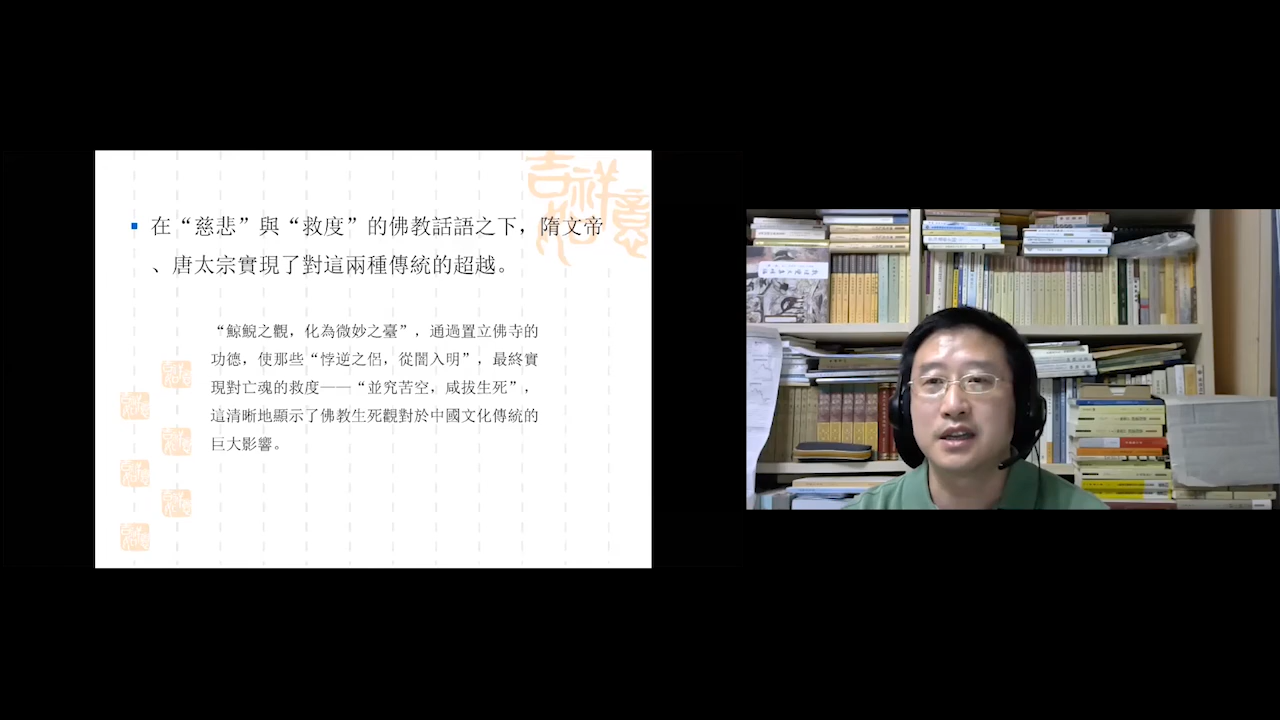 吉祥
意
在“慈悲”與“救度”的佛教話語之下，隋文帝
、唐太宗實現了對這兩種傳統的超越。
“鯨鯢之觀，化為微妙之臺”，通過置立佛寺的
功德，使那些“悖逆之侶，從闇入明”，最終實
現對亡魂的救度——“並究苦空，咸拔生死”，
這清晰地顯示了佛教生死觀對於中國文化傳統的
巨大影響。